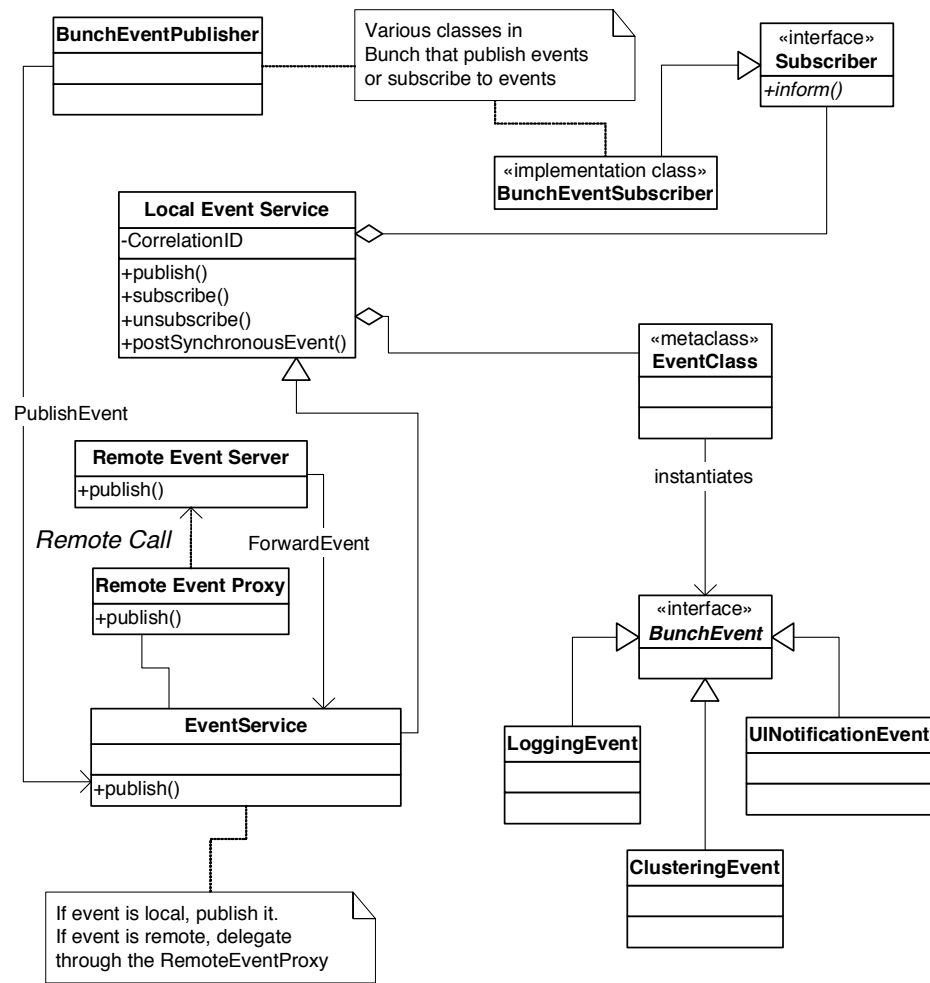 BunchEventPublisher
Various classes in
Bunch that publish events
or subscribe to events
«interface»
Subscriber
+inform()
«implementation class»
BunchEventSubscriber
Local Event Service
-CorrelationID
+publish()
+subscribe()
+unsubscribe()
+postSynchronousEvent()
«metaclass»
EventClass
PublishEvent
instantiates
Remote Event Server
+publish()
Remote Call
ForwardEvent
Remote Event Proxy
+publish()
«interface»
BunchEvent
EventService
+publish()
LoggingEvent
UINotificationEvent
ClusteringEvent
If event is local, publish it.
If event is remote, delegate
through the RemoteEventProxy